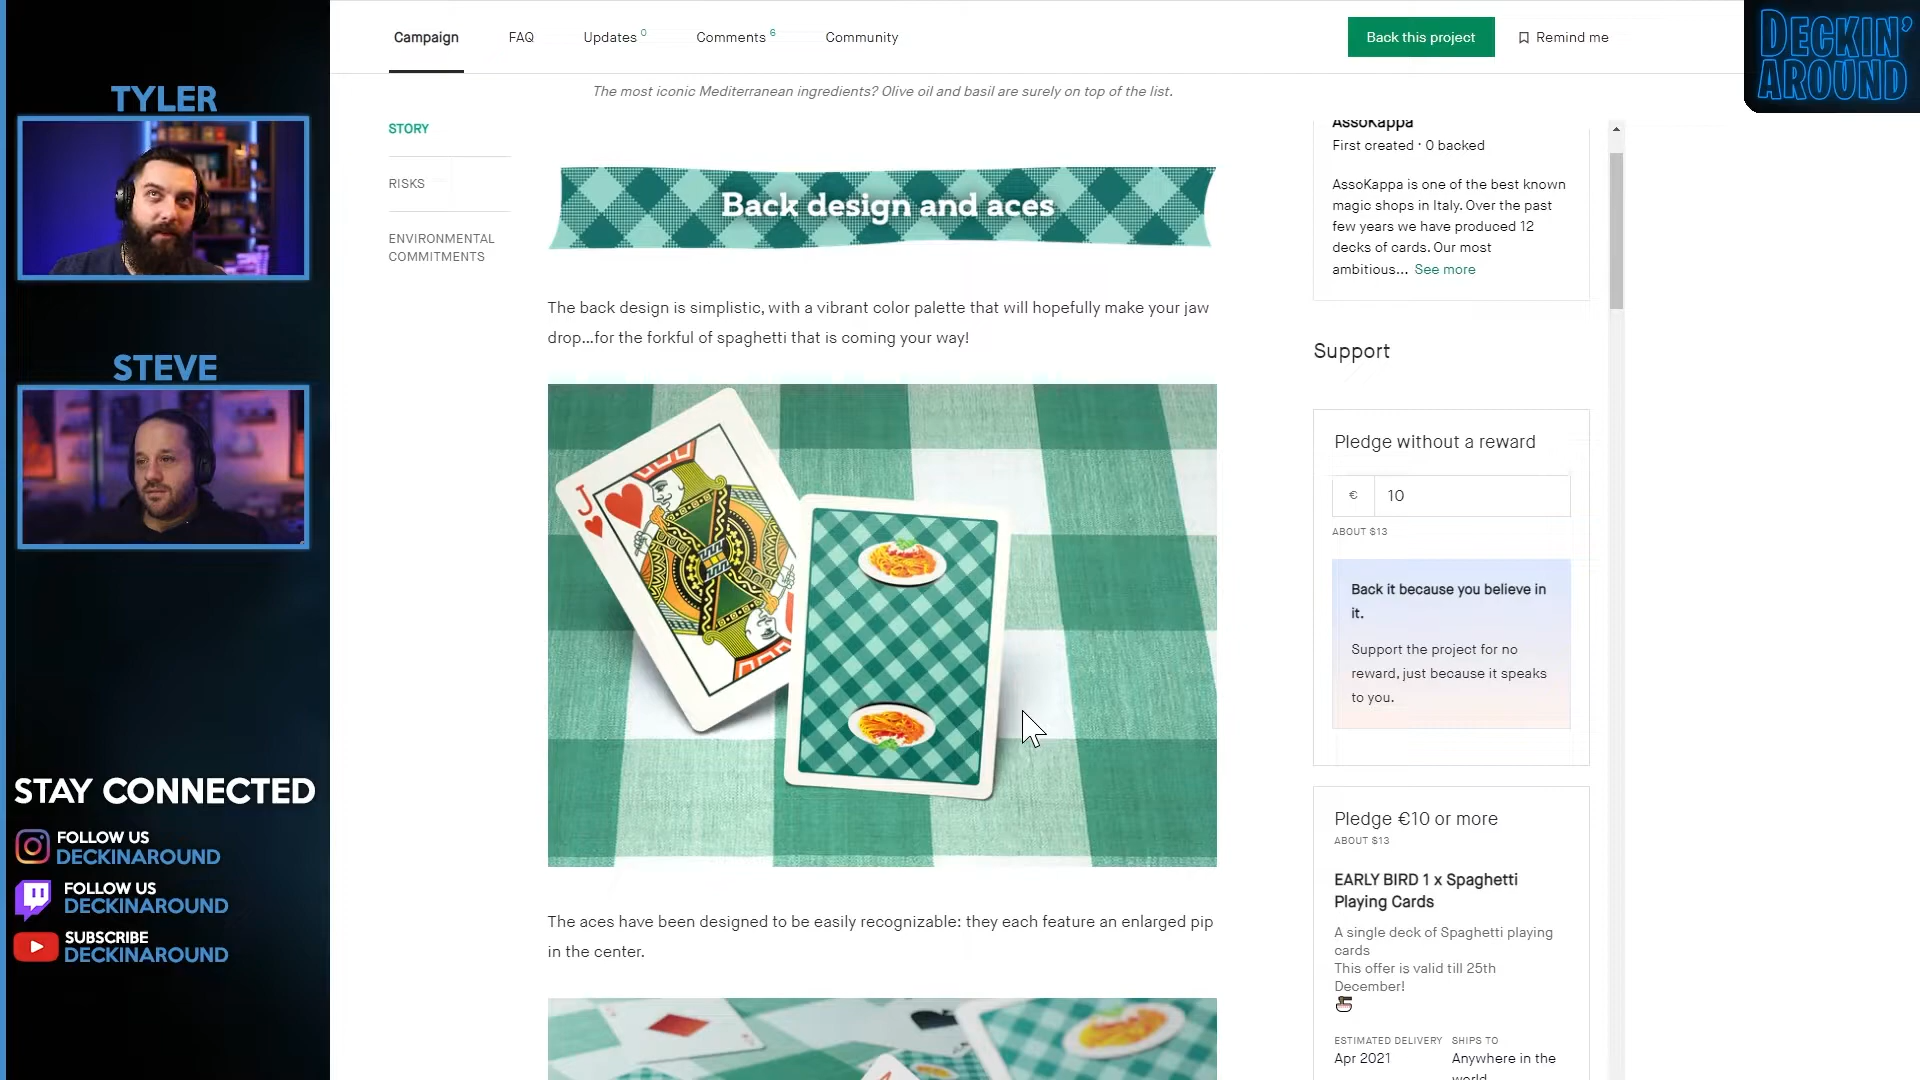 TYLER
STEVE
STAY CONNECTED
FOLLOW US
DECKINAROUND
FOLLOW US
DECKINAROUND
SUBSCRIBE
DECKINAROUND
Campaign
FAQ
Updates 0
Comments 6
Community
Back this project
Remind me
DECKIN'
AROUND
STORY
RISKS
ENVIRONMENTAL
COMMITMENTS
The most iconic Mediterranean ingredients? Olive oil and basil are surely on top of the list.
Back design and aces
The back design is simplistic, with a vibrant color palette that will hopefully make your jaw
drop...for the forkful of spaghetti that is coming your way!
J
The aces have been designed to be easily recognizable: they each feature an enlarged pip
in the center.
AssoKappa
First created · 0 backed
AssoKappa is one of the best known
magic shops in Italy. Over the past
few years we have produced 12
decks of cards. Our most
ambitious... See more
Support
Pledge without a reward
€ 10
ABOUT $13
Back it because you believe in
it.
Support the project for no
reward, just because it speaks
to you.
Pledge €10 or more
ABOUT $13
EARLY BIRD 1 x Spaghetti
Playing Cards
A single deck of Spaghetti playing
cards
This offer is valid till 25th
December!
ESTIMATED DELIVERY
Apr 2021
SHIPS TO
Anywhere in the
world